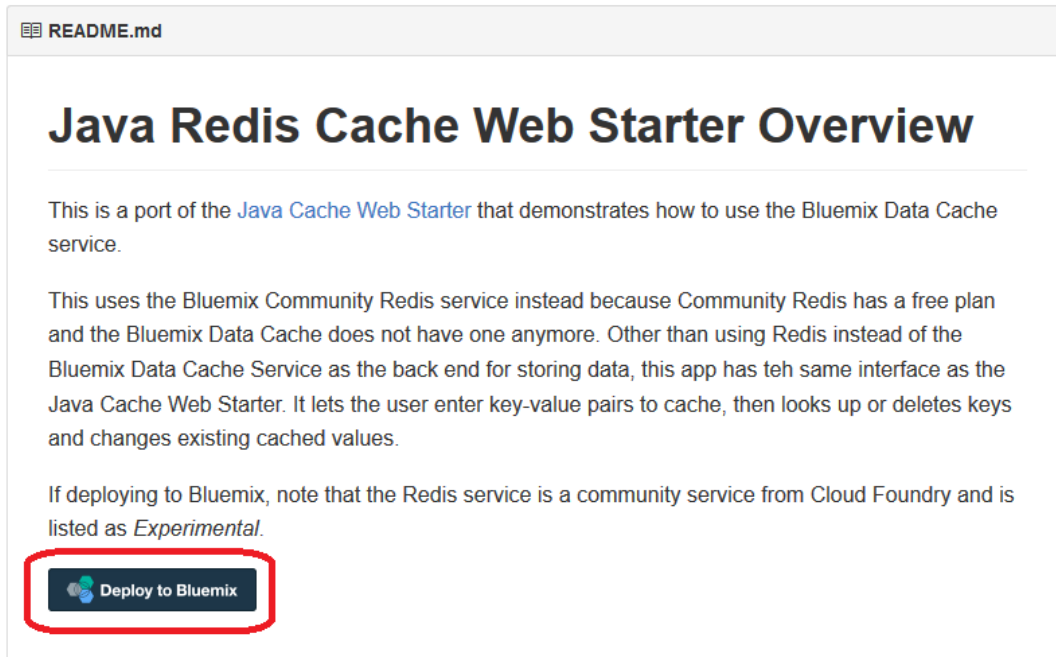 README.md
Java Redis Cache Web Starter Overview
This is a port of the Java Cache Web Starter that demonstrates how to use the Bluemix Data Cache
service.
This uses the Bluemix Community Redis service instead because Community Redis has a free plan
and the Bluemix Data Cache does not have one anymore. Other than using Redis instead of the
Bluemix Data Cache Service as the back end for storing data, this app has teh same interface as the
Java Cache Web Starter. It lets the user enter key-value pairs to cache, then looks up or deletes keys
and changes existing cached values.
If deploying to Bluemix, note that the Redis service is a community service from Cloud Foundry and is
listed as Experimental.
Deploy to Bluemix